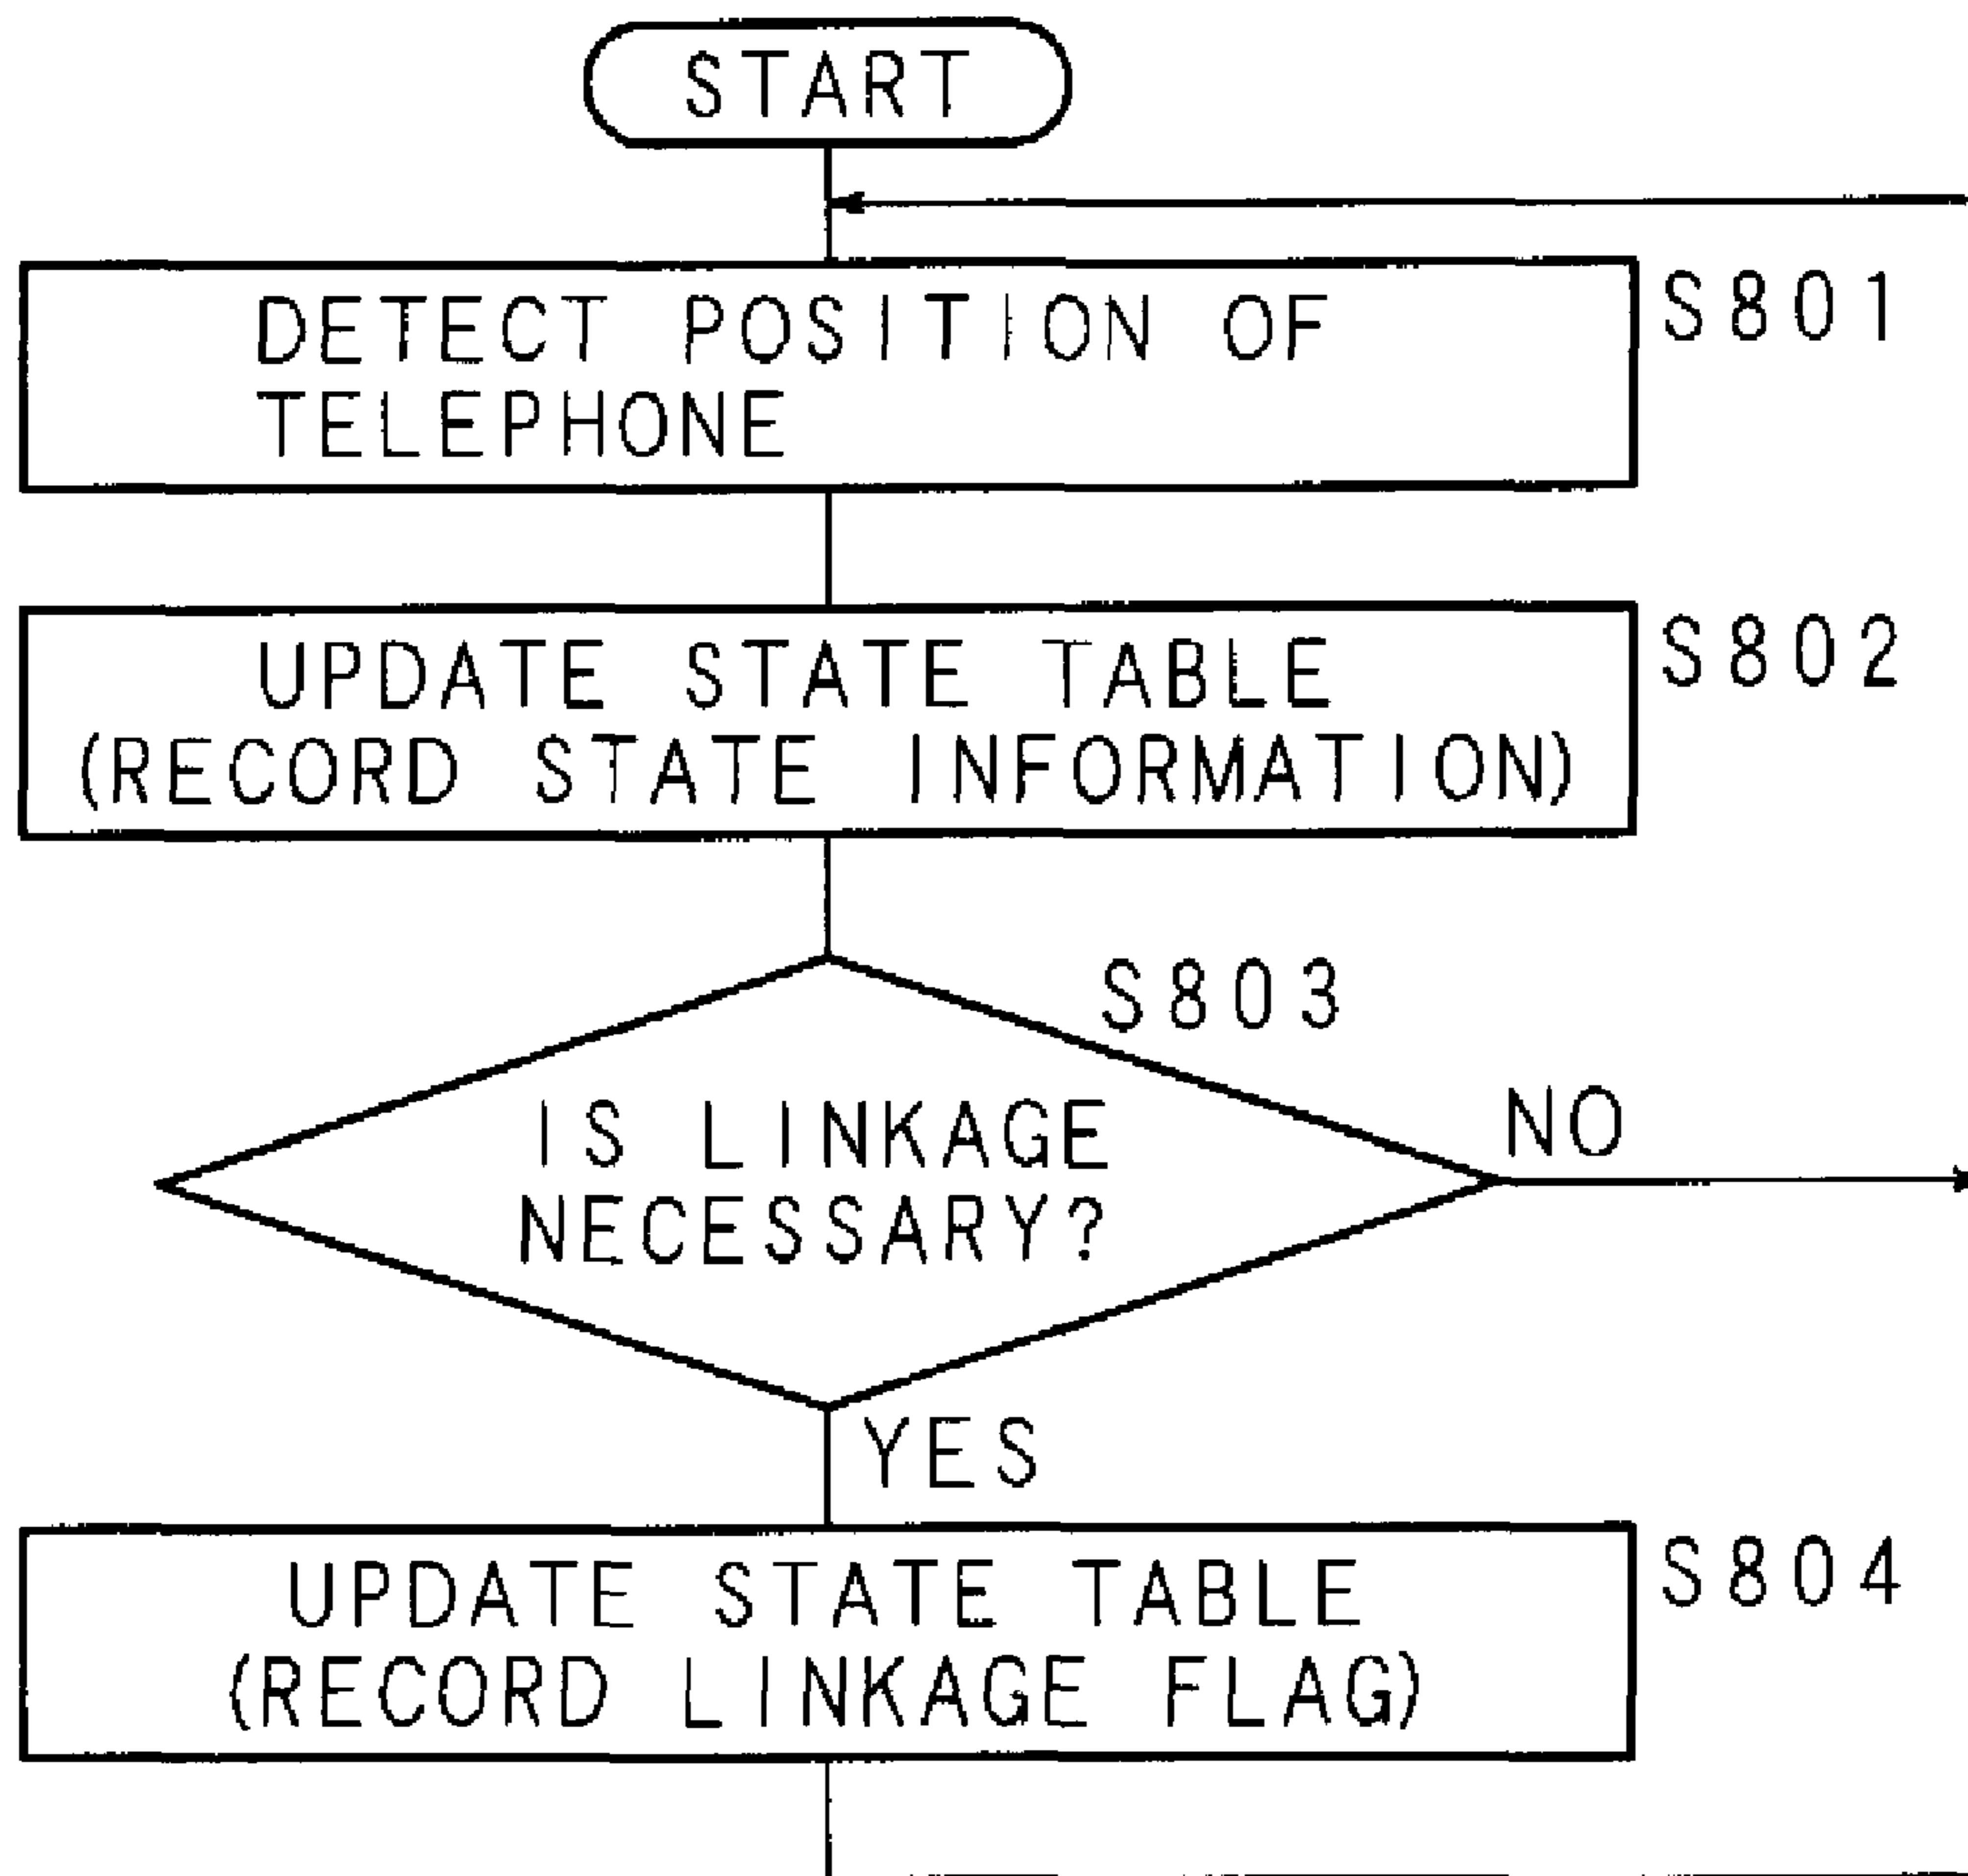 START
DETECT POSITION OF
TELEPHONE
S801
UPDATE STATE TABLE
(RECORD STATE INFORMATION)
S802
S803
IS LINKAGE
NECESSARY?
NO
YES
UPDATE STATE TABLE
(RECORD LINKAGE FLAG)
S804